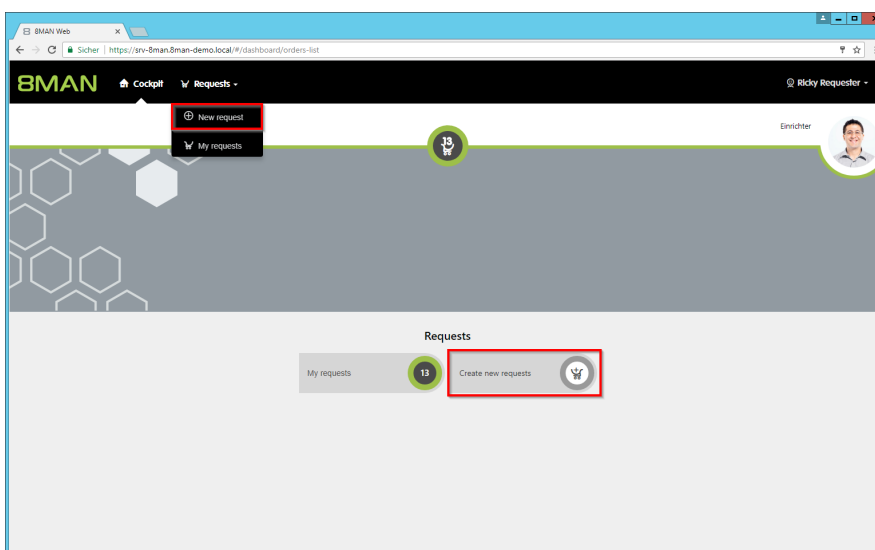 8MAN Web
Sicher | https://srv-8man.8man-demo.local/#/dashboard/orders-list
8MAN Cockpit Requests Ricky Requester
New request
My requests
Einrichter
13
Requests
My requests 13 Create new requests